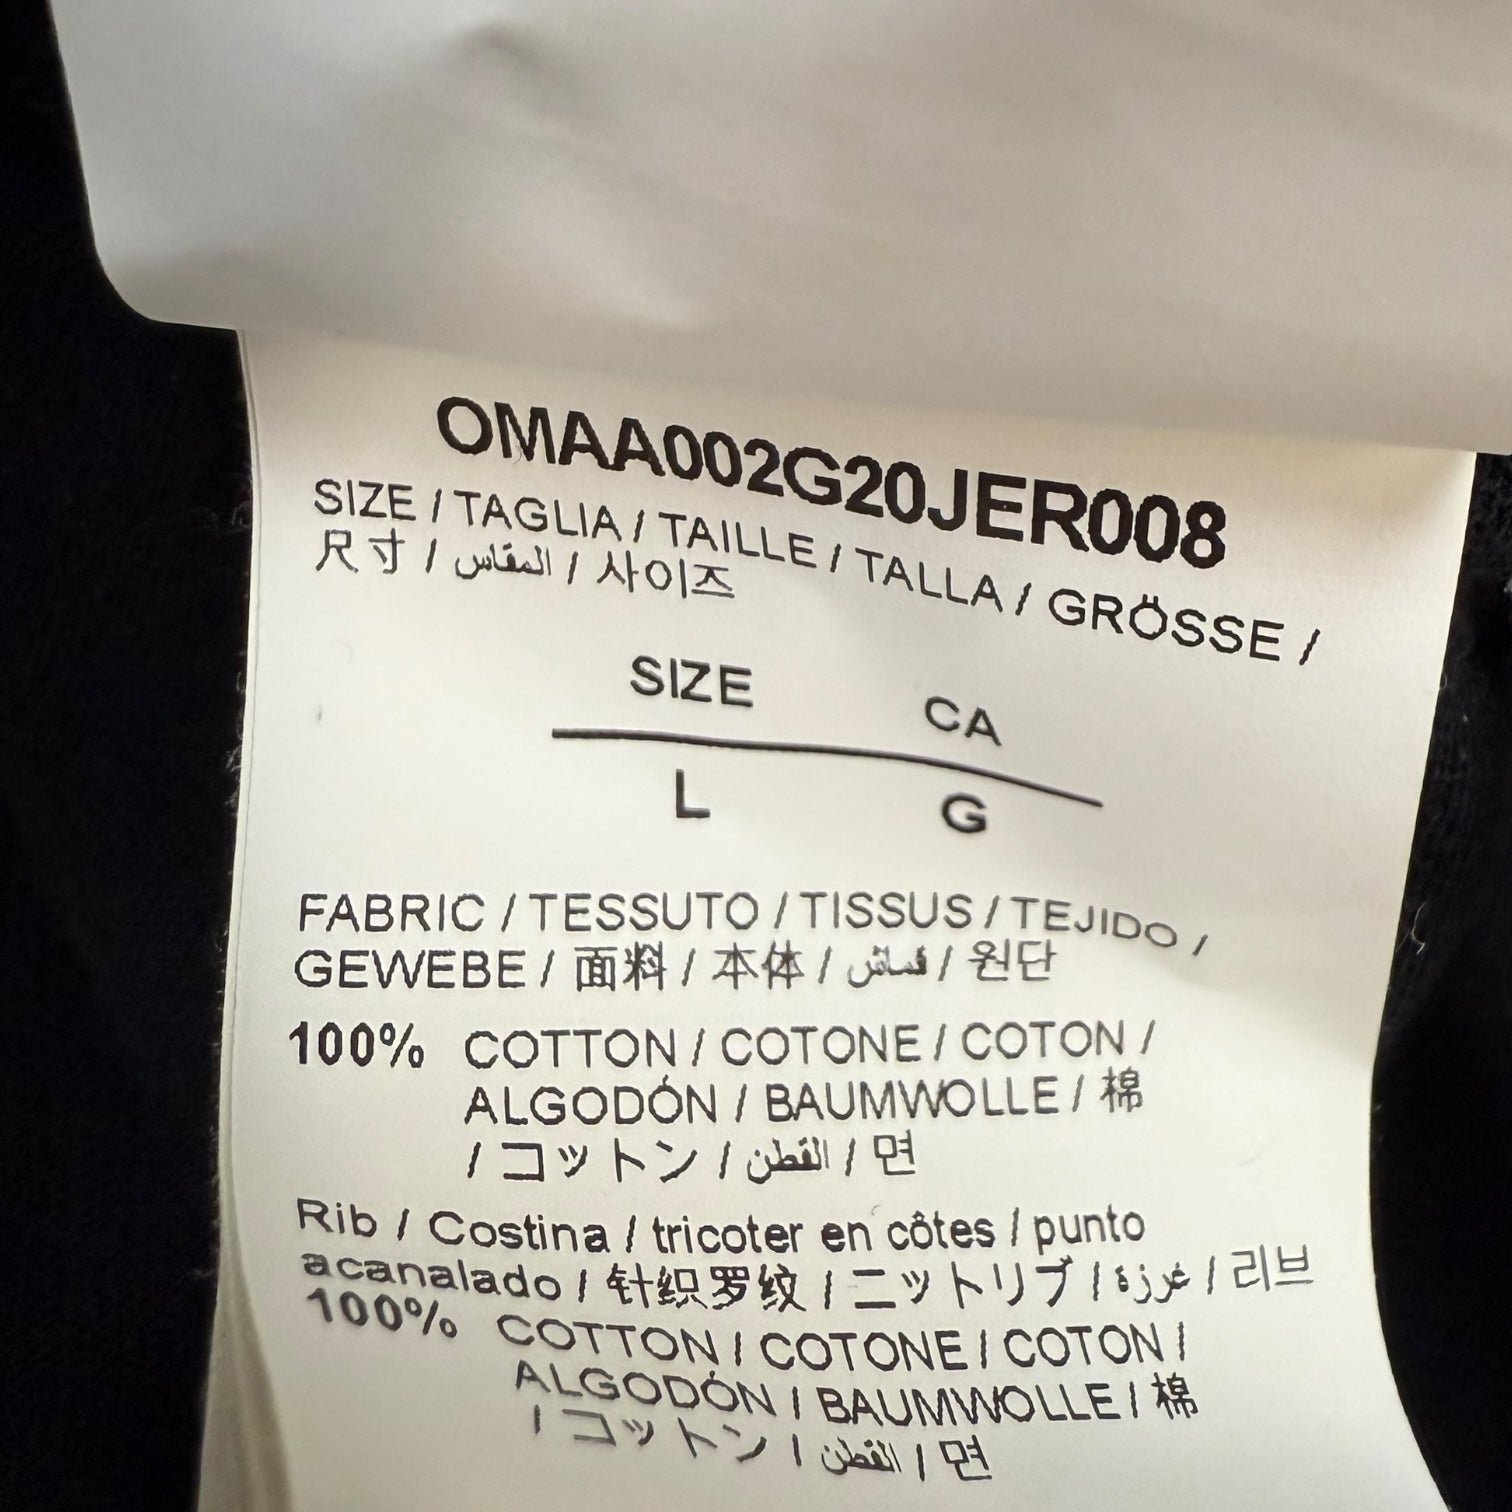 OMAA002G20JER008
SIZE / TAGLIA / TAILLE / TALLA / GRÖSSE /
尺寸 / المقاس / 사이즈
SIZE CA
L G
FABRIC / TESSUTO / TISSUS / TEJIDO /
GEWEBE / 面料 / 本体 / قماش / 원단
100% COTTON / COTONE / COTON /
ALGODÓN / BAUMWOLLE / 棉
/ コットン / القطن / 면
Rib / Costina / tricoter en côtes / punto
acanalado / 针织罗纹 / ニットリブ / غرزة / 리브
100% COTTON / COTONE / COTON /
ALGODÓN / BAUMWOLLE / 棉
/ コットン / القطن / 면